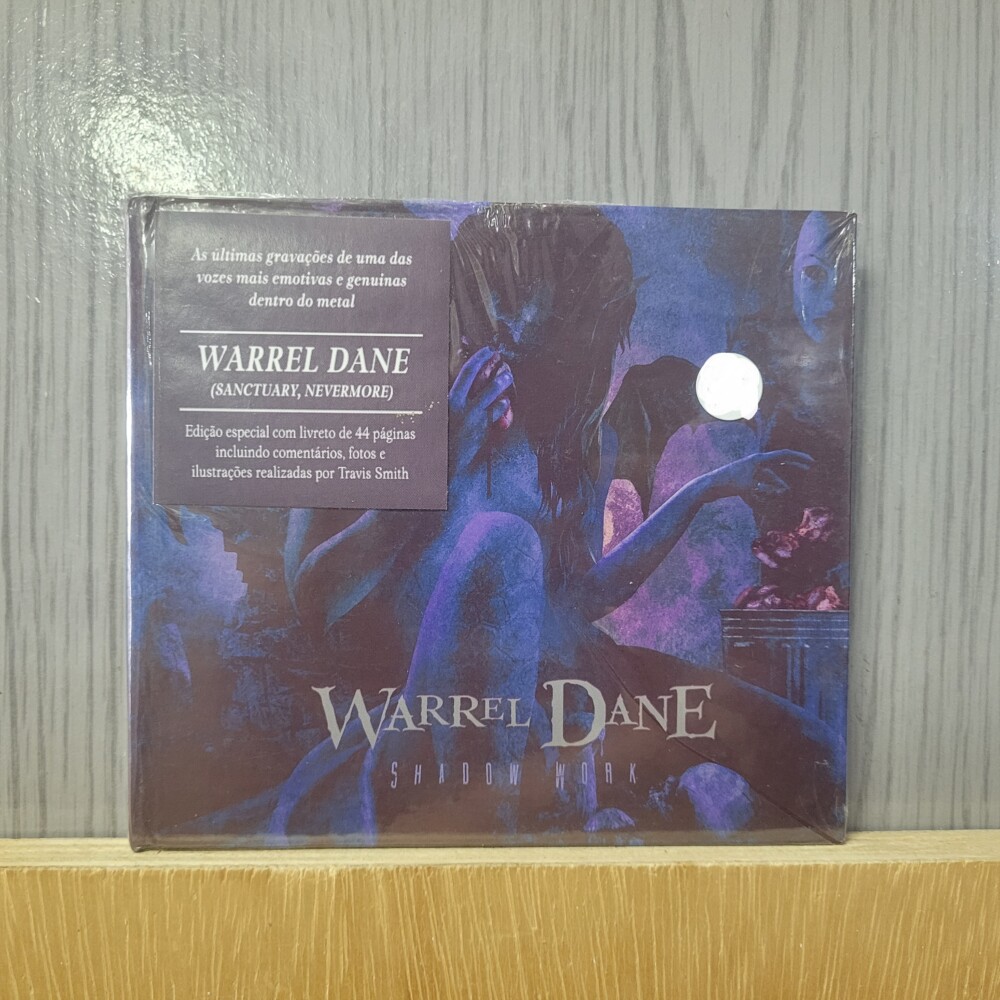 As últimas gravações de uma das
vozes mais emotivas e genuinas
dentro do metal
WARREL DANE
(SANCTUARY, NEVERMORE)
Edição especial com livreto de 44 páginas
incluindo comentários, fotos e
ilustrações realizadas por Travis Smith
WARREL DANE
SHADOW WORK